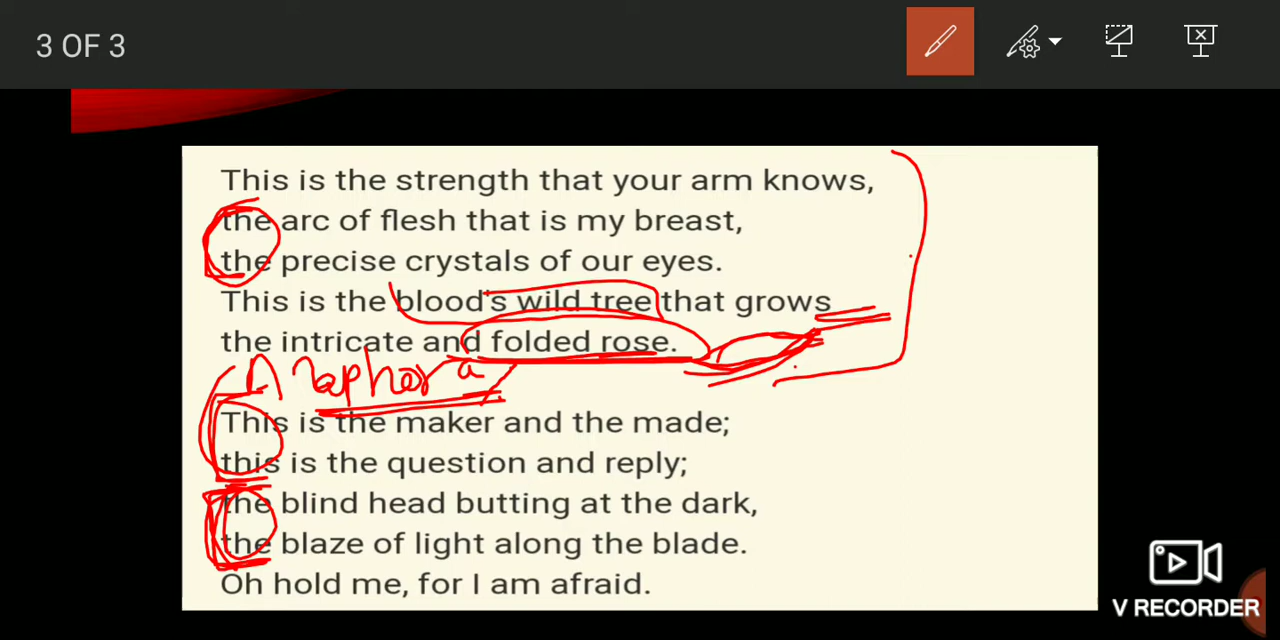 3 OF 3
This is the strength that your arm knows,
the arc of flesh that is my breast,
the precise crystals of our eyes.
This is the blood's wild tree that grows
the intricate and folded rose.
Anaphora
This is the maker and the made;
this is the question and reply;
the blind head butting at the dark,
the blaze of light along the blade.
Oh hold me, for I am afraid.
V RECORDER